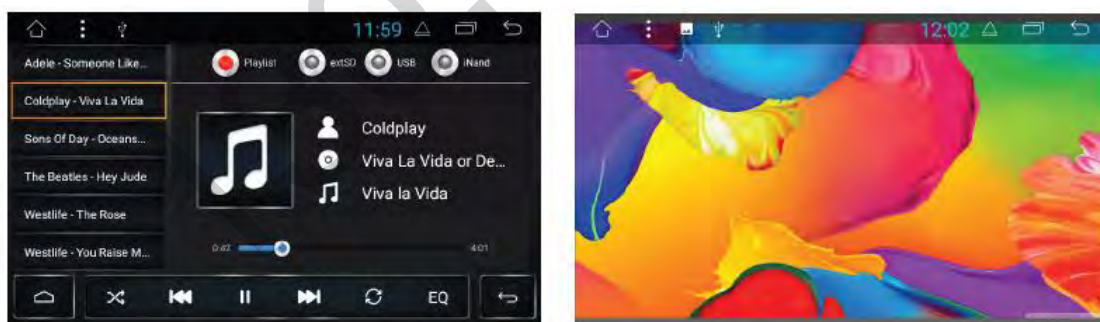 11:59
Adele - Someone Like...
Coldplay - Viva La Vida
Sons Of Day - Oceans...
The Beatles - Hey Jude
Westlife - The Rose
Westlife - You Raise M...
Playlist extSD USB iNand
Coldplay
Viva La Vida or De...
Viva la Vida
0:42 4:01
EQ
12:02